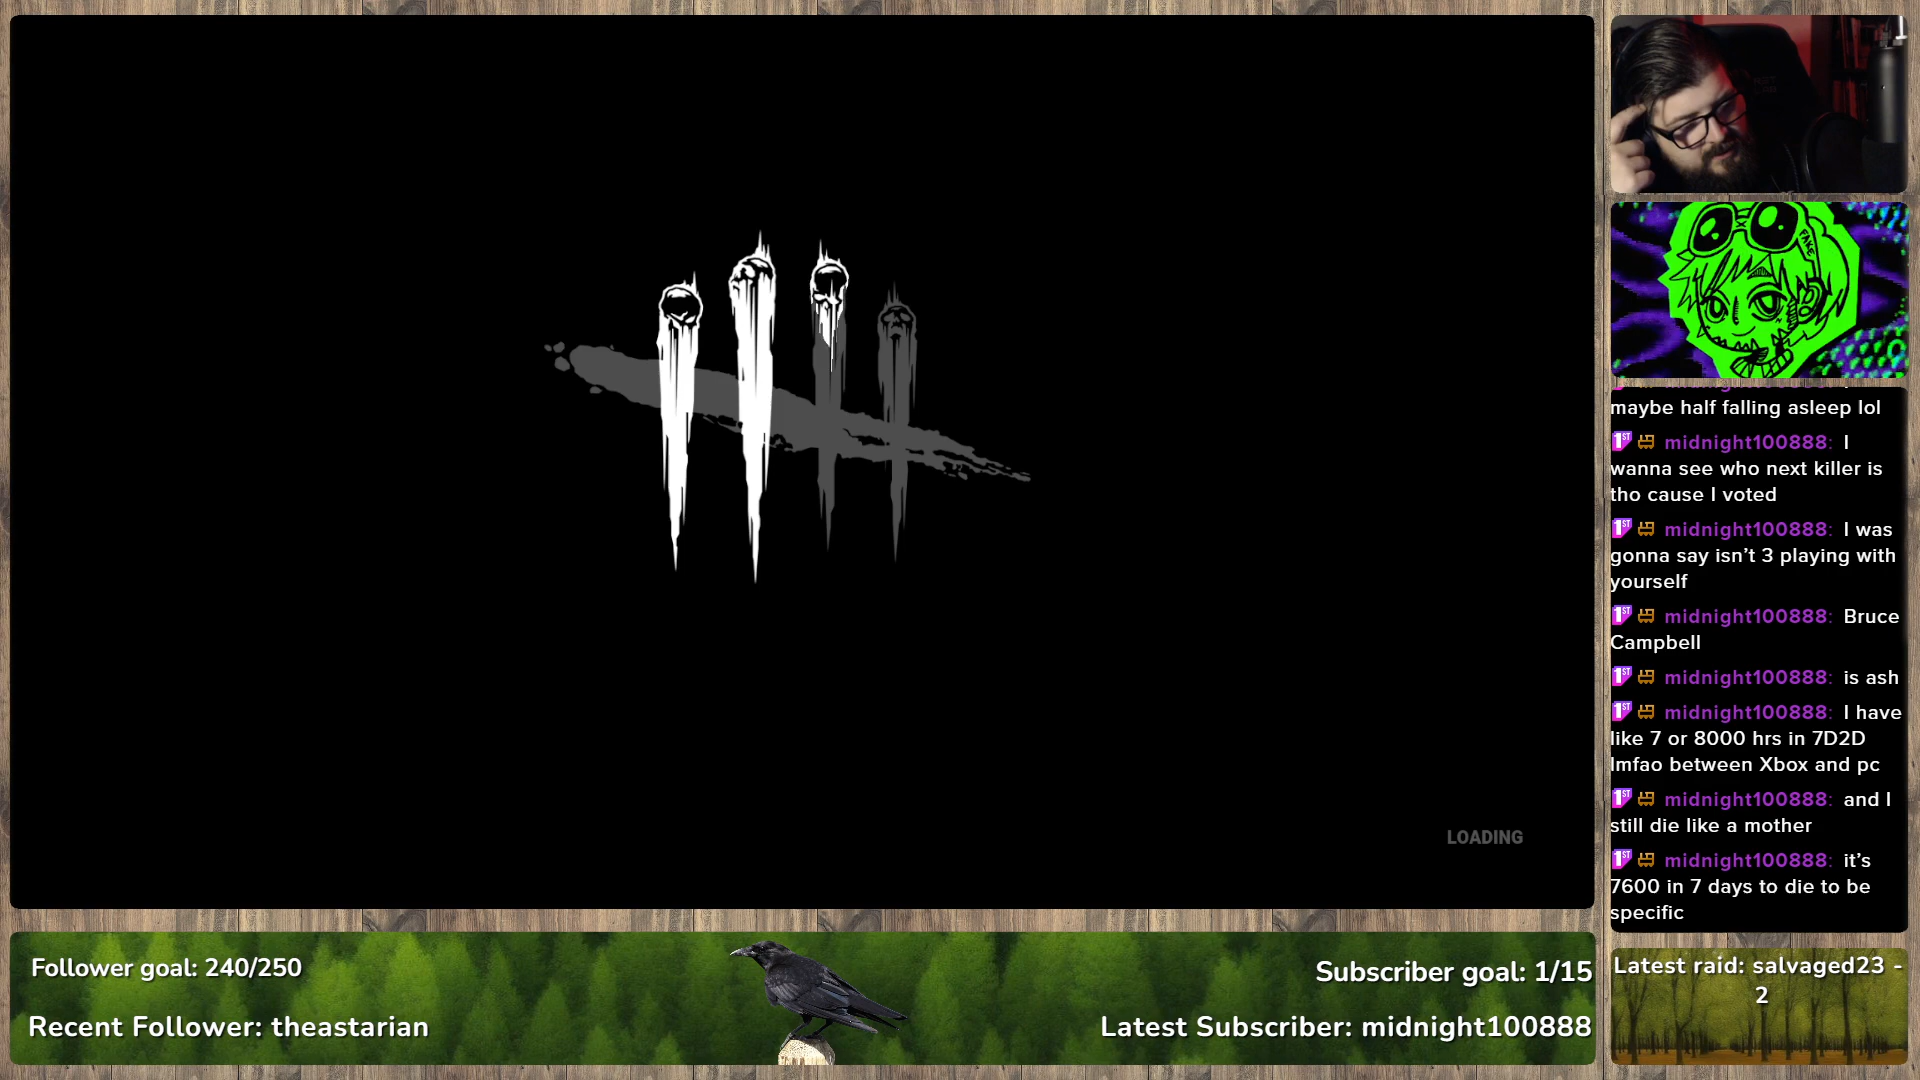 LOADING
maybe half falling asleep lol
midnight100888: I
wanna see who next killer is
tho cause I voted
midnight100888: I was
gonna say isn’t 3 playing with
yourself
midnight100888: Bruce
Campbell
midnight100888: is ash
midnight100888: I have
like 7 or 8000 hrs in 7D2D
lmfao between Xbox and pc
midnight100888: and I
still die like a mother
midnight100888: it’s
7600 in 7 days to die to be
specific
Follower goal: 240/250
Subscriber goal: 1/15
Recent Follower: theastarian
Latest Subscriber: midnight100888
Latest raid: salvaged23 -
2